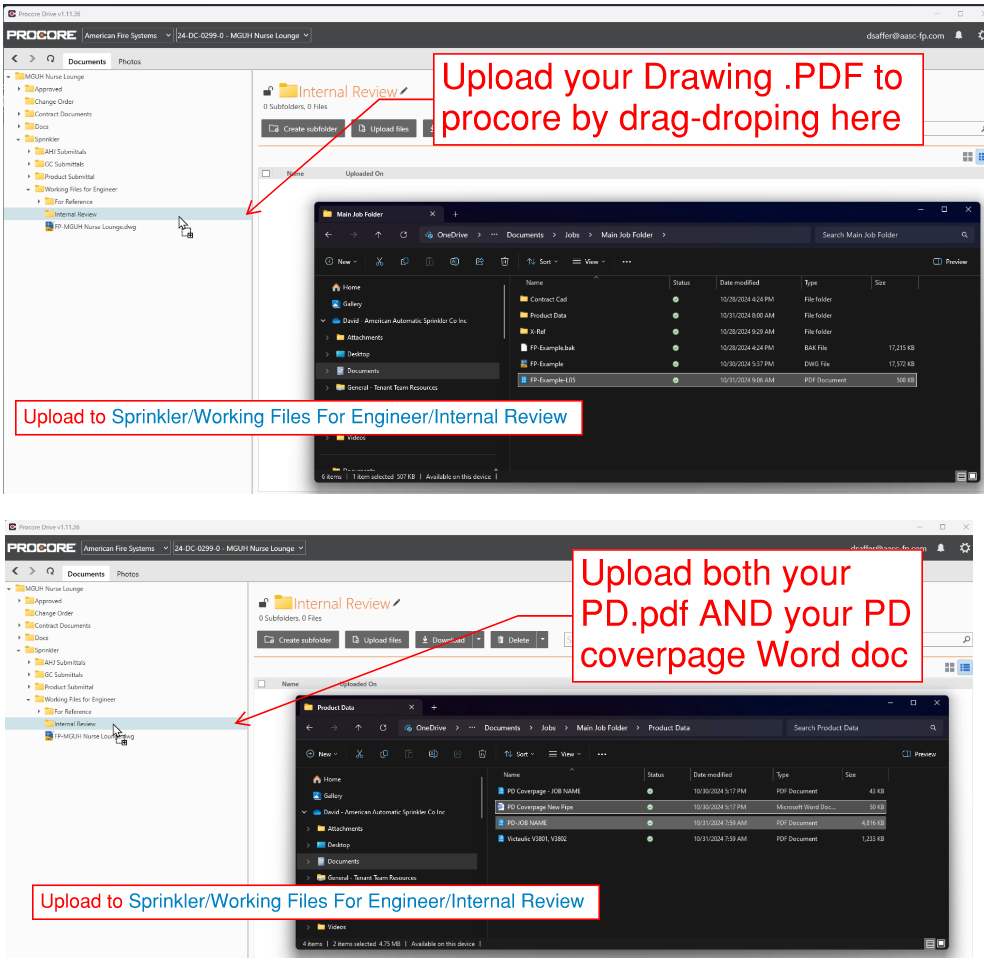 Procore Drive v1.11.36
PROCORE American Fire Systems 24-DC-0299-0 - MGUH Nurse Lounge dsaffer@aasc-fp.com
Documents Photos
MGUH Nurse Lounge
Approved
Change Order
Contract Documents
Docs
Sprinkler
AHJ Submittals
GC Submittals
Product Submittal
Working Files for Engineer
For Reference
Internal Review
FP-MGUH Nurse Lounge.dwg
Internal Review
0 Subfolders, 0 Files
Create subfolder Upload files
Name Uploaded On
Upload your Drawing .PDF to
procore by drag-droping here
Main Job Folder
OneDrive > ··· Documents > Jobs > Main Job Folder > Search Main Job Folder
New Sort View ··· Preview
Home
Gallery
David - American Automatic Sprinkler Co Inc
Attachments
Desktop
Documents
General - Tenant Team Resources
Videos
Documents
Name Status Date modified Type Size
Contract Cad 10/28/2024 4:24 PM File folder
Product Data 10/31/2024 8:00 AM File folder
X-Ref 10/28/2024 9:29 AM File folder
FP-Example.bak 10/28/2024 4:24 PM BAK File 17,215 KB
FP-Example 10/30/2024 5:37 PM DWG File 17,572 KB
FP-Example-L05 10/31/2024 9:06 AM PDF Document 508 KB
6 items | 1 item selected 507 KB | Available on this device |
Upload to Sprinkler/Working Files For Engineer/Internal Review
Procore Drive v1.11.36
PROCORE American Fire Systems 24-DC-0299-0 - MGUH Nurse Lounge dsaffer@aasc-fp.com
Documents Photos
MGUH Nurse Lounge
Approved
Change Order
Contract Documents
Docs
Sprinkler
AHJ Submittals
GC Submittals
Product Submittal
Working Files for Engineer
For Reference
Internal Review
FP-MGUH Nurse Lounge.dwg
Internal Review
0 Subfolders, 0 Files
Create subfolder Upload files Download Delete
Name Uploaded On
Upload both your
PD.pdf AND your PD
coverpage Word doc
Product Data
OneDrive > ··· Documents > Jobs > Main Job Folder > Product Data Search Product Data
New Sort View ··· Preview
Home
Gallery
David - American Automatic Sprinkler Co Inc
Attachments
Desktop
Documents
General - Tenant Team Resources
Videos
Name Status Date modified Type Size
PD Coverpage - JOB NAME 10/30/2024 5:17 PM PDF Document 43 KB
PD Coverpage New Pipe 10/30/2024 5:17 PM Microsoft Word Doc... 50 KB
PD-JOB NAME 10/31/2024 7:59 AM PDF Document 4,816 KB
Victaulic V3801, V3802 10/31/2024 7:59 AM PDF Document 1,233 KB
4 items | 2 items selected 4.75 MB | Available on this device |
Upload to Sprinkler/Working Files For Engineer/Internal Review